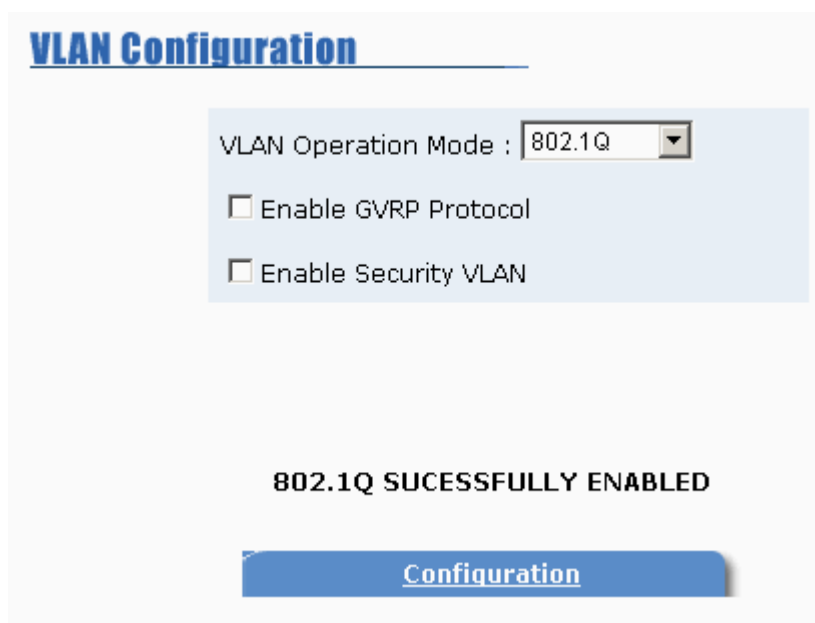 VLAN Configuration
VLAN Operation Mode : 802.1Q
Enable GVRP Protocol
Enable Security VLAN
802.1Q SUCESSFULLY ENABLED
Configuration